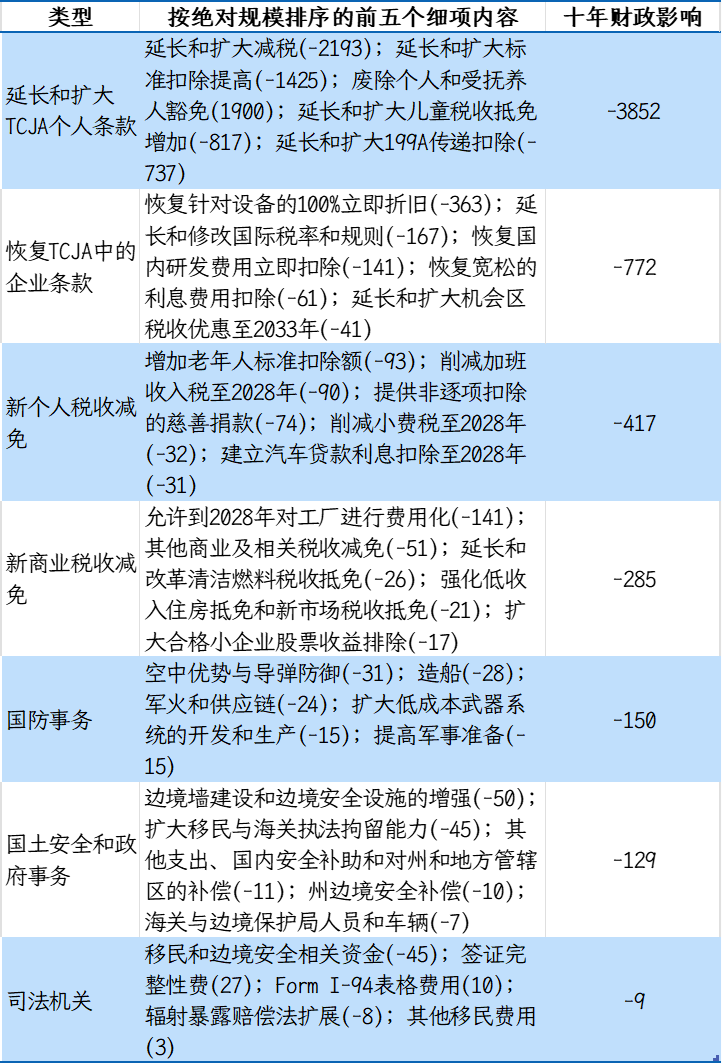 类型 按绝对规模排序的前五个细项内容 十年财政影响
延长和扩大减税(-2193)；延长和扩大标
准扣除提高(-1425)；废除个人和受抚养
延长和扩大 人豁免(1900)；延长和扩大儿童税收抵免 -3852
TCJA个人条款 增加(-817)；延长和扩大199A传递扣除(-
737)
恢复针对设备的100%立即折旧(-363)；延
长和修改国际税率和规则(-167)；恢复国
恢复TCJA中的 内研发费用立即扣除(-141)；恢复宽松的 -772
企业条款 利息费用扣除(-61)；延长和扩大机会区
税收优惠至2033年(-41)
增加老年人标准扣除额(-93)；削减加班
收入税至2028年(-90)；提供非逐项扣除
新个人税收减 的慈善捐款(-74)；削减小费税至2028年 -417
免 (-32)；建立汽车贷款利息扣除至2028年
(-31)
允许到2028年对工厂进行费用化(-141)；
其他商业及相关税收减免(-51)；延长和
新商业税收减 改革清洁燃料税收抵免(-26)；强化低收 -285
免 入住房抵免和新市场税收抵免(-21)；扩
大合格小企业股票收益排除(-17)
空中优势与导弹防御(-31)；造船(-28)；
军火和供应链(-24)；扩大低成本武器系
国防事务 统的开发和生产(-15)；提高军事准备(- -150
15)
边境墙建设和边境安全设施的增强(-50)；
扩大移民与海关执法拘留能力(-45)；其
国土安全和政 他支出、国内安全补助和对州和地方管辖 -129
府事务 区的补偿(-11)；州边境安全补偿(-10)；
海关与边境保护局人员和车辆(-7)
移民和边境安全相关资金(-45)；签证完
整性费(27)；Form I-94表格费用(10)；
司法机关 辐射暴露赔偿法扩展(-8)；其他移民费用 -9
(3)